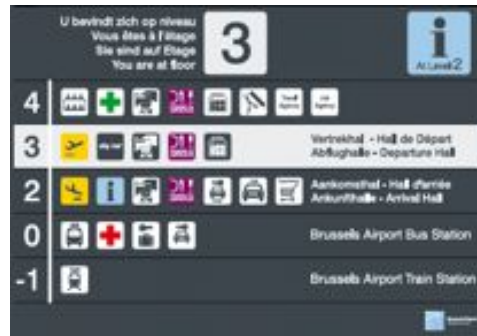 U bevindt zich op niveau
Vous êtes à l'étage
Sie sind auf Etage
You are at floor
3
i
At Level 2
4
3
Vertrekhal - Hall de Départ
Abflughalle - Departure Hall
2
i
Aankomsthal - Hall d'arrivée
Ankunfthalle - Arrival Hall
0
Brussels Airport Bus Station
-1
Brussels Airport Train Station